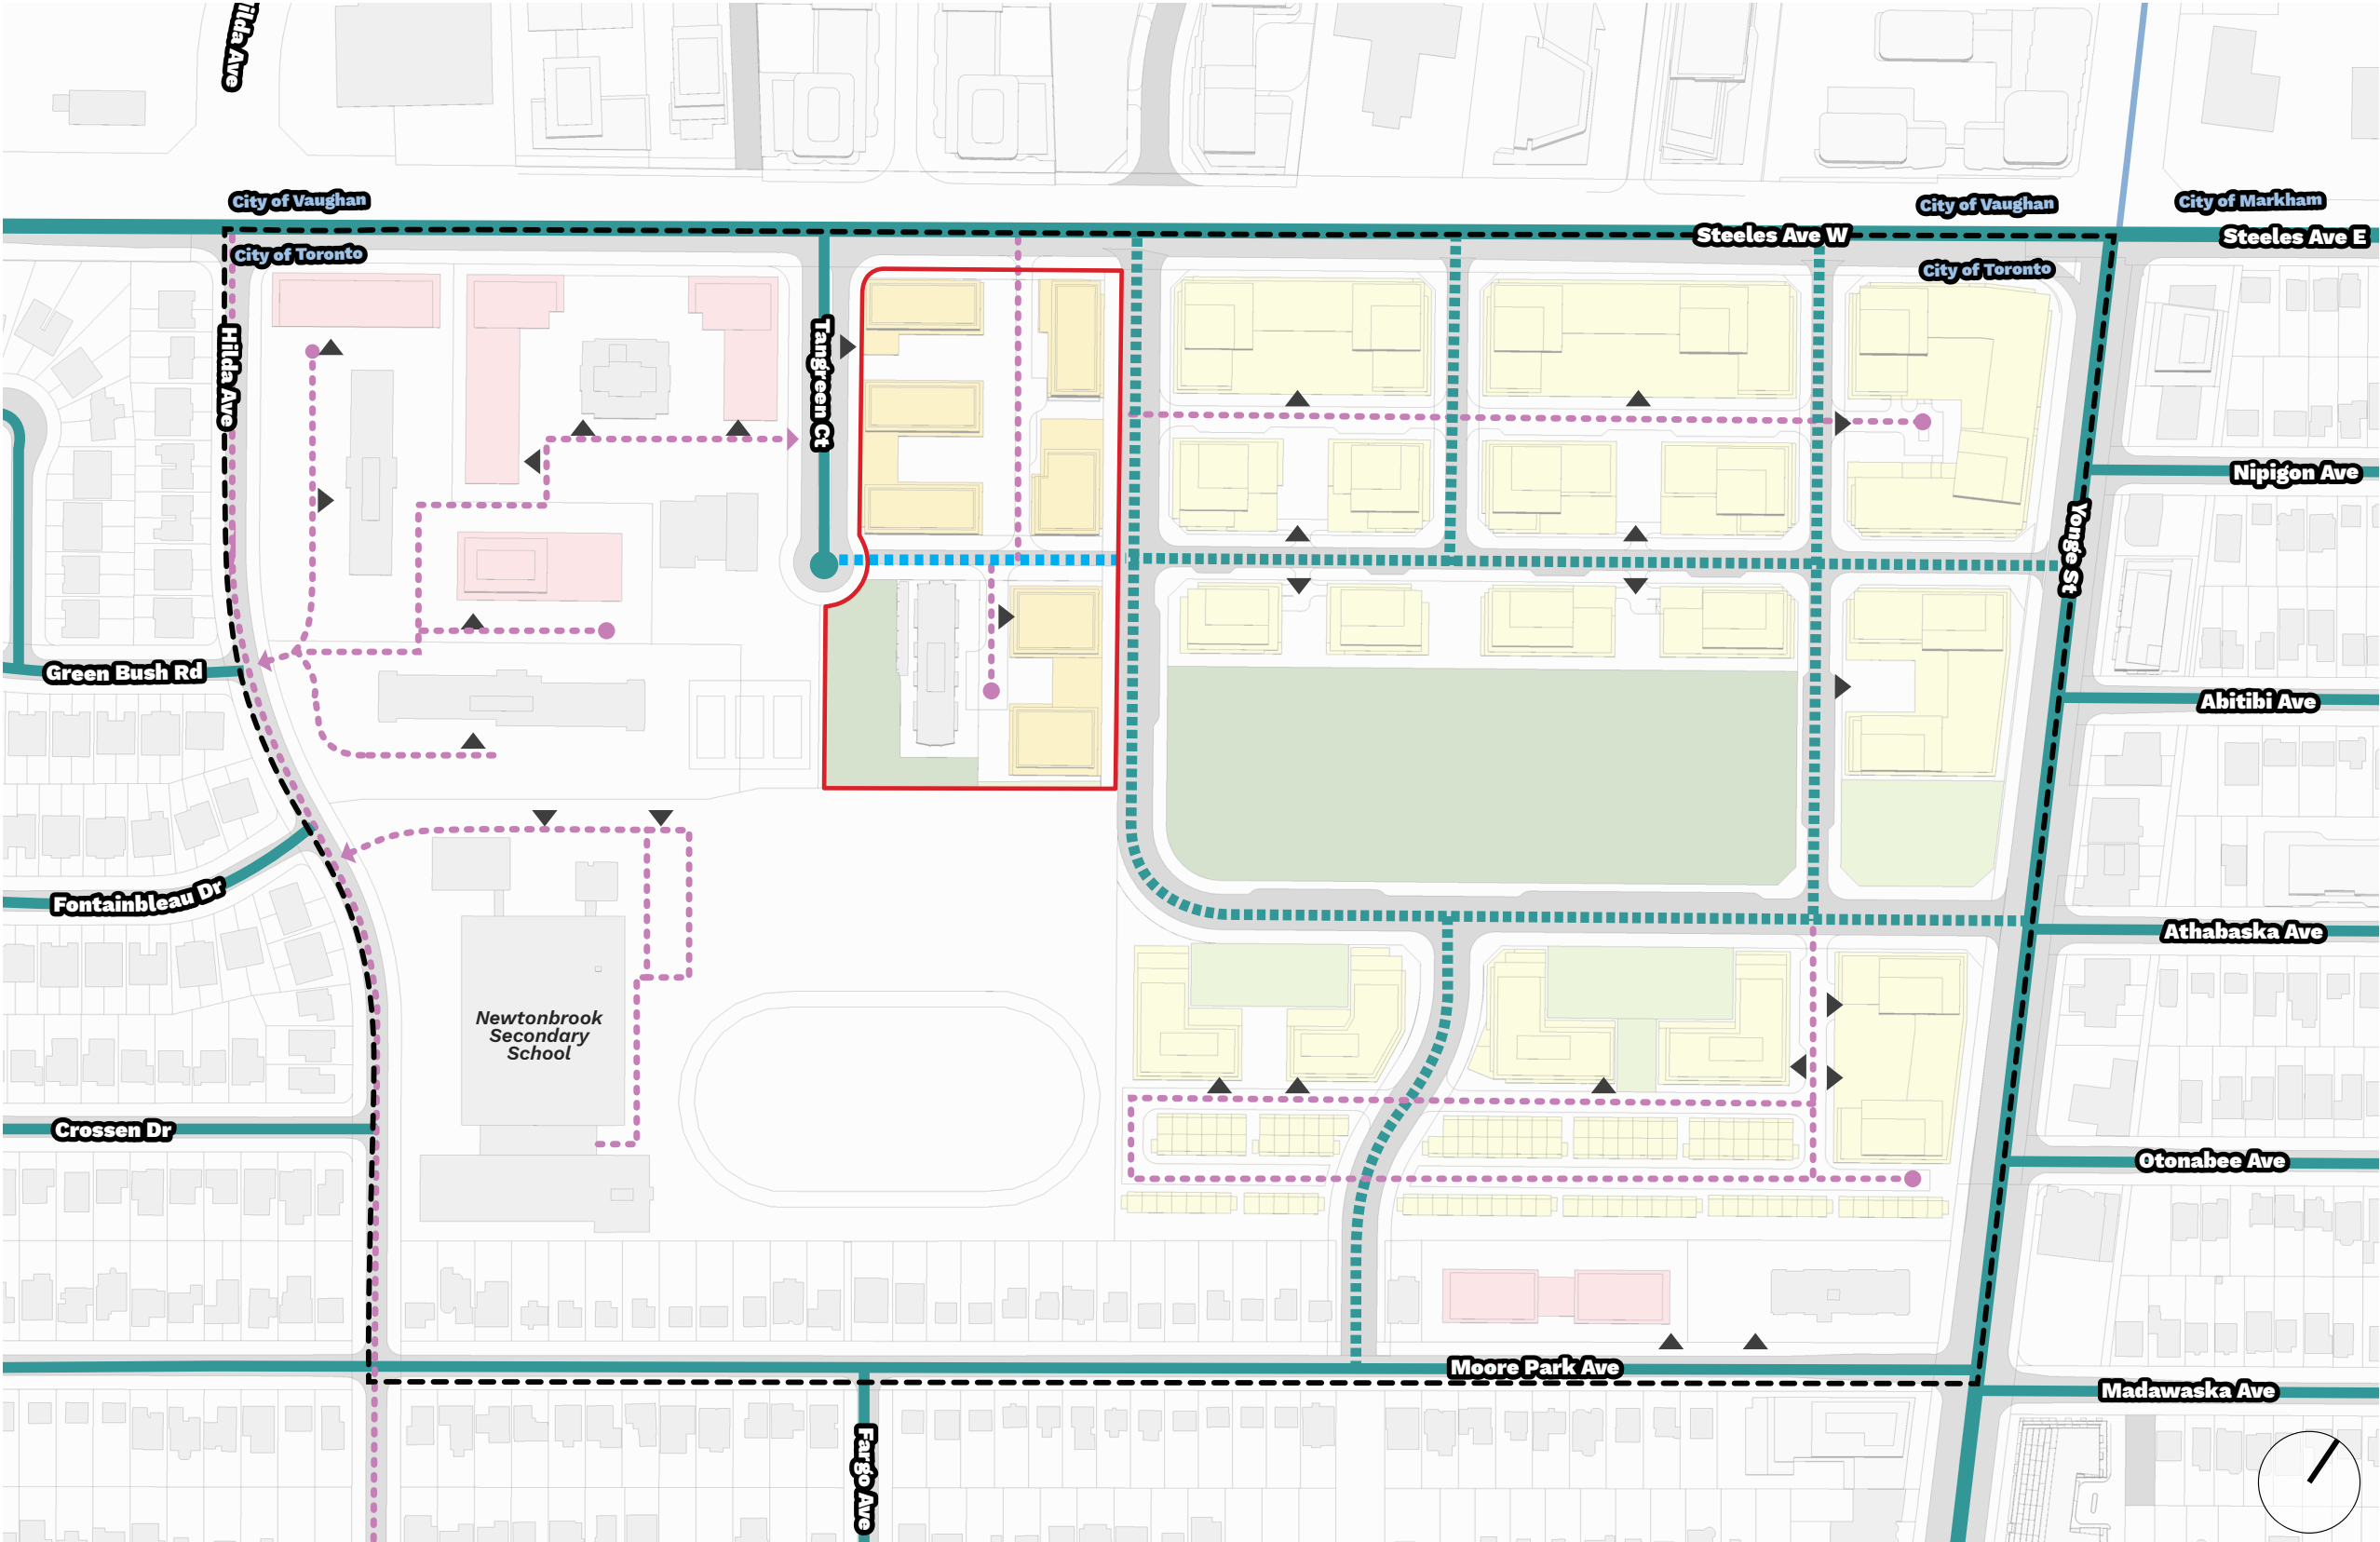 ilda Ave
City of Vaughan
City of Vaughan
City of Markham
Steeles Ave W
Steeles Ave E
City of Toronto
City of Toronto
Hilda Ave
Tangreen Ct
Nipigon Ave
Yonge St
Green Bush Rd
Abitibi Ave
Fontainbleau Dr
Athabaska Ave
Newtonbrook
Secondary
School
Crossen Dr
Otonabee Ave
Moore Park Ave
Madawaska Ave
Fargo Ave